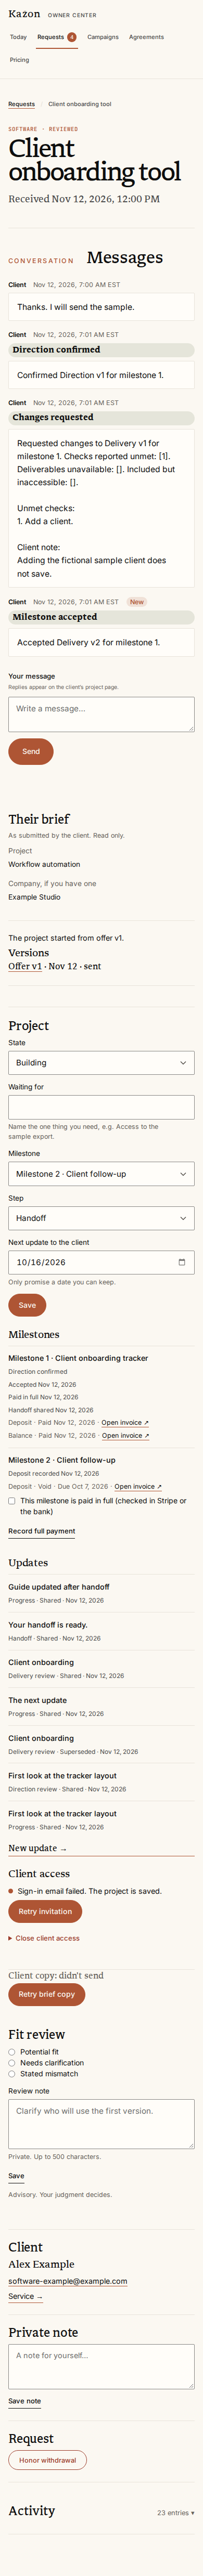 Kazon OWNER CENTER
Today Requests 4 Campaigns Agreements
Pricing
Requests Client onboarding tool
SOFTWARE · REVIEWED
Client
onboarding tool
Received Nov 12, 2026, 12:00 PM
CONVERSATION Messages
Client Nov 12, 2026, 7:00 AM EST
Thanks. I will send the sample.
Client Nov 12, 2026, 7:01 AM EST
Direction confirmed
Confirmed Direction v1 for milestone 1.
Client Nov 12, 2026, 7:01 AM EST
Changes requested
Requested changes to Delivery v1 for
milestone 1. Checks reported unmet: [1].
Deliverables unavailable: []. Included but
inaccessible: [].
Unmet checks:
1. Add a client.
Client note:
Adding the fictional sample client does
not save.
Client Nov 12, 2026, 7:01 AM EST New
Milestone accepted
Accepted Delivery v2 for milestone 1.
Your message
Replies appear on the client's project page.
Write a message...
Send
Their brief
As submitted by the client. Read only.
Project
Workflow automation
Company, if you have one
Example Studio
The project started from offer v1.
Versions
Offer v1 · Nov 12 · sent
Project
State
Building
Waiting for
Name the one thing you need, e.g. Access to the
sample export.
Milestone
Milestone 2 · Client follow-up
Step
Handoff
Next update to the client
10/16/2026
Only promise a date you can keep.
Save
Milestones
Milestone 1 · Client onboarding tracker
Direction confirmed
Accepted Nov 12, 2026
Paid in full Nov 12, 2026
Handoff shared Nov 12, 2026
Deposit · Paid Nov 12, 2026 · Open invoice ↗
Balance · Paid Nov 12, 2026 · Open invoice ↗
Milestone 2 · Client follow-up
Deposit recorded Nov 12, 2026
Deposit · Void · Due Oct 7, 2026 · Open invoice ↗
This milestone is paid in full (checked in Stripe or
the bank)
Record full payment
Updates
Guide updated after handoff
Progress · Shared · Nov 12, 2026
Your handoff is ready.
Handoff · Shared · Nov 12, 2026
Client onboarding
Delivery review · Shared · Nov 12, 2026
The next update
Progress · Shared · Nov 12, 2026
Client onboarding
Delivery review · Superseded · Nov 12, 2026
First look at the tracker layout
Direction review · Shared · Nov 12, 2026
First look at the tracker layout
Progress · Shared · Nov 12, 2026
New update →
Client access
Sign-in email failed. The project is saved.
Retry invitation
Close client access
Client copy: didn't send
Retry brief copy
Fit review
Potential fit
Needs clarification
Stated mismatch
Review note
Clarify who will use the first version.
Private. Up to 500 characters.
Save
Advisory. Your judgment decides.
Client
Alex Example
software-example@example.com
Service →
Private note
A note for yourself...
Save note
Request
Honor withdrawal
Activity 23 entries ▾